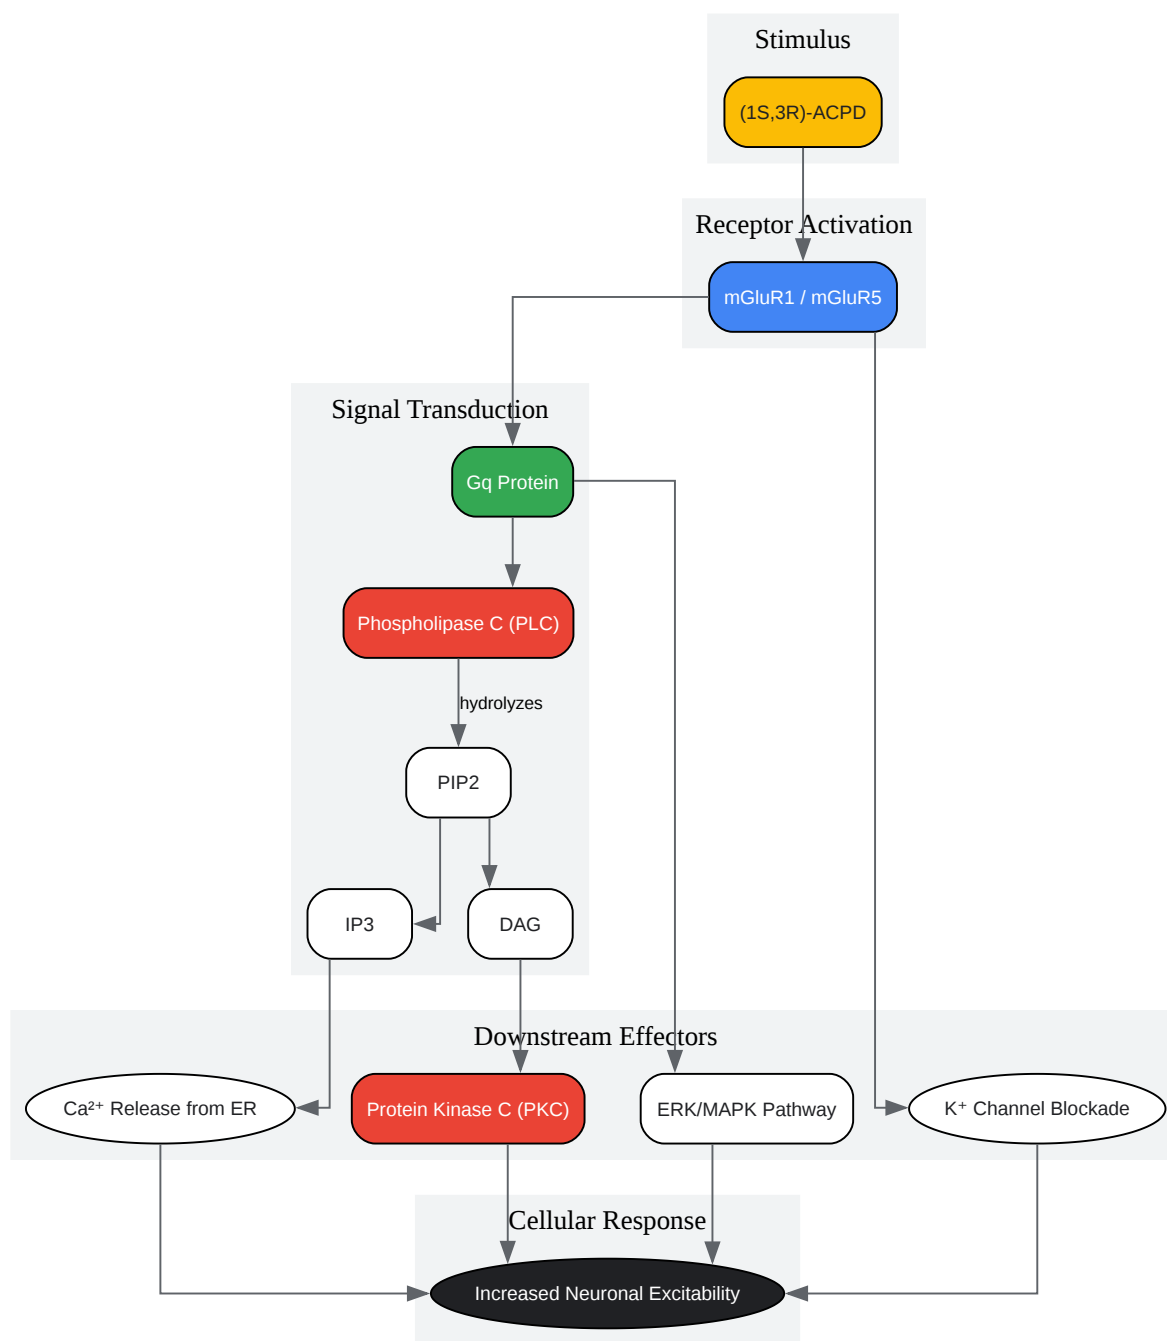 Stimulus
(1S,3R)-ACPD
Receptor Activation
mGluR1 / mGluR5
Signal Transduction
Gq Protein
Phospholipase C (PLC)
hydrolyzes
PIP2
IP3
DAG
Downstream Effectors
Ca²⁺ Release from ER
Protein Kinase C (PKC)
ERK/MAPK Pathway
K⁺ Channel Blockade
Cellular Response
Increased Neuronal Excitability